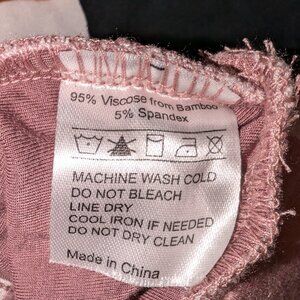 95% Viscose from Bamboo
5% Spandex
MACHINE WASH COLD
DO NOT BLEACH
LINE DRY
COOL IRON IF NEEDED
DO NOT DRY CLEAN
Made in China